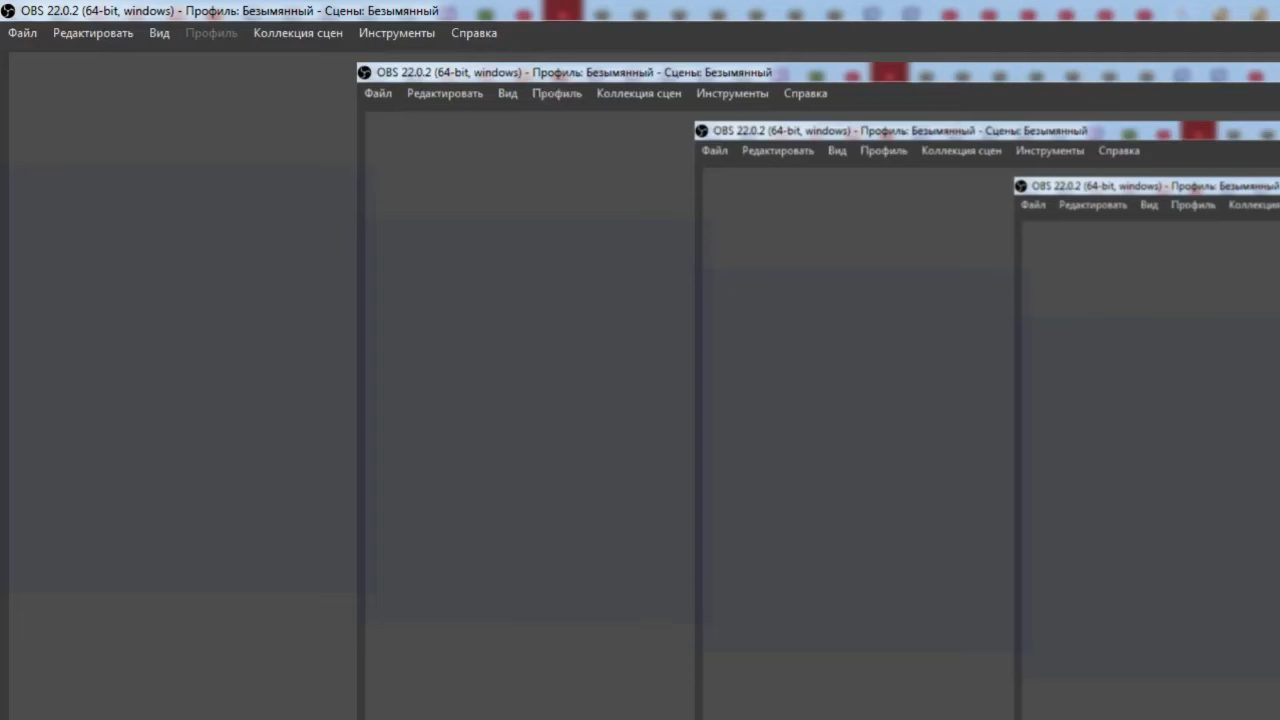 OBS 22.0.2 (64-bit, windows) - Профиль: Безымянный - Сцены: Безымянный
Файл Редактировать Вид Профиль Коллекция сцен Инструменты Справка
OBS 22.0.2 (64-bit, windows) - Профиль: Безымянный - Сцены: Безымянный
Файл Редактировать Вид Профиль Коллекция сцен Инструменты Справка
OBS 22.0.2 (64-bit, windows) - Профиль: Безымянный - Сцены: Безымянный
Файл Редактировать Вид Профиль Коллекция сцен Инструменты Справка
OBS 22.0.2 (64-bit, windows) - Профиль: Безымянный
Файл Редактировать Вид Профиль Коллекция